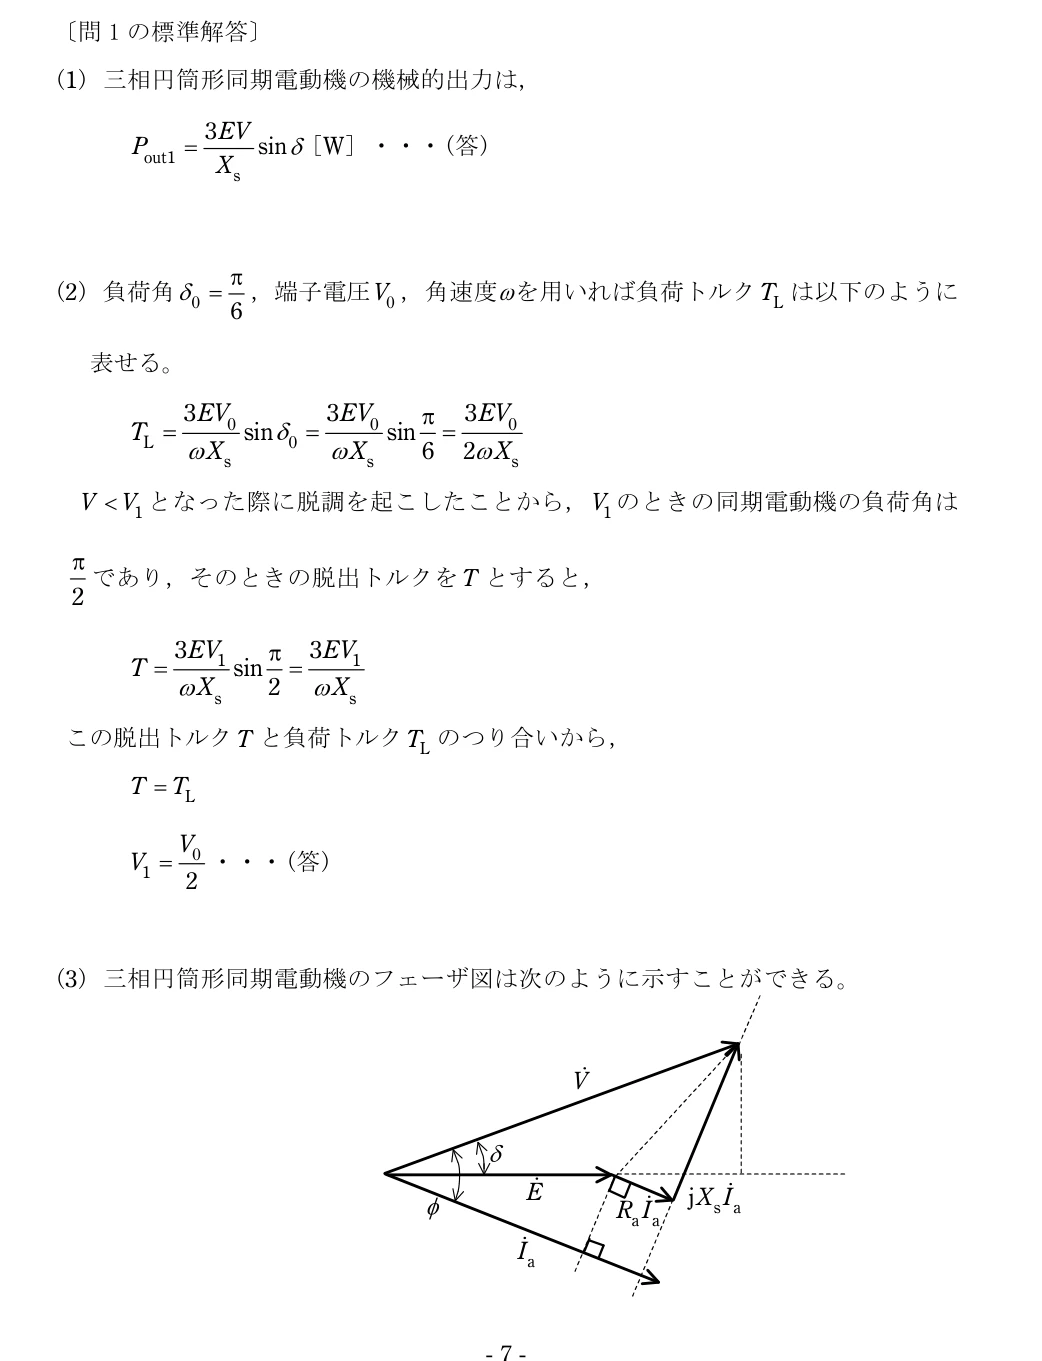 〔問 1 の標準解答〕
(1) 三相円筒形同期電動機の機械的出力は，
P_out1 = 3EV/X_s sin δ［W］ ・・・（答）
(2) 負荷角 δ_0 = π/6，端子電圧 V_0，角速度ωを用いれば負荷トルク T_L は以下のように
表せる。
T_L = 3EV_0/ωX_s sin δ_0 = 3EV_0/ωX_s sin π/6 = 3EV_0/2ωX_s
V < V_1 となった際に脱調を起こしたことから，V_1 のときの同期電動機の負荷角は
π/2 であり，そのときの脱出トルクを T とすると，
T = 3EV_1/ωX_s sin π/2 = 3EV_1/ωX_s
この脱出トルク T と負荷トルク T_L のつり合いから，
T = T_L
V_1 = V_0/2 ・・・（答）
(3) 三相円筒形同期電動機のフェーザ図は次のように示すことができる。
V̇
δ
Ė
ϕ
R_aİ_a
jX_sİ_a
İ_a
- 7 -